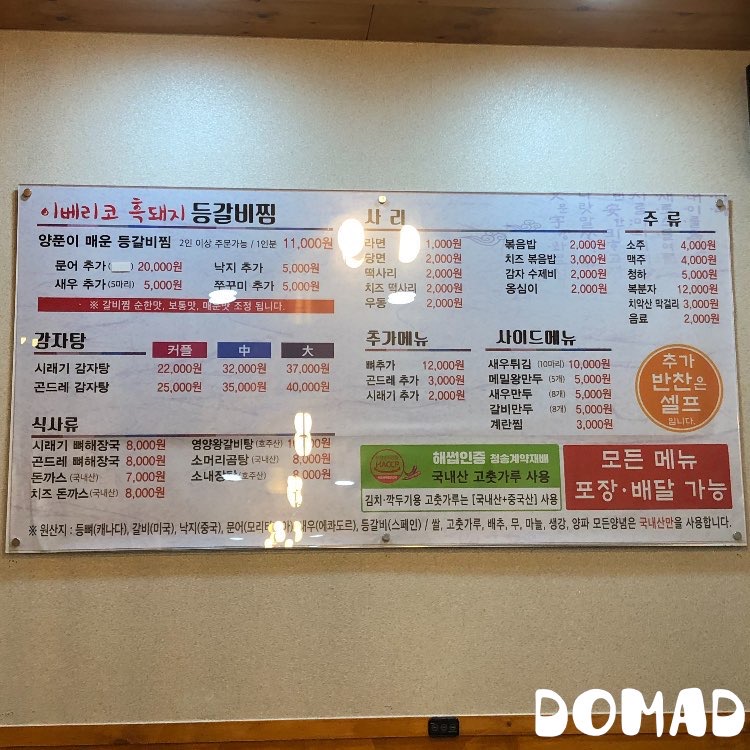 이베리코 흑돼지 등갈비찜
양푼이 매운 등갈비찜 2인 이상 주문가능 / 1인분 11,000원
문어 추가 20,000원 낙지 추가 5,000원
새우 추가 (5마리) 5,000원 쭈꾸미 추가 5,000원
※ 갈비찜 순한맛, 보통맛, 매운맛 조정 됩니다.
감자탕 커플 中 大
시래기 감자탕 22,000원 32,000원 37,000원
곤드레 감자탕 25,000원 35,000원 40,000원
식사류
시래기 뼈해장국 8,000원
곤드레 뼈해장국 8,000원
돈까스 (국내산) 7,000원
치즈 돈까스 (국내산) 8,000원
영양왕갈비탕 (호주산)
소머리곰탕 (국내산) 8,000원
소내장탕 (호주산) 8,000원
사 리
라면 1,000원
당면 2,000원
떡사리 2,000원
치즈 떡사리 2,000원
우동 2,000원
볶음밥 2,000원
치즈 볶음밥 3,000원
감자 수제비 2,000원
옹심이 2,000원
주 류
소주 4,000원
맥주 4,000원
청하 5,000원
복분자 12,000원
치악산 막걸리 3,000원
음료 2,000원
추가메뉴
뼈추가 12,000원
곤드레 추가 3,000원
시래기 추가 2,000원
사이드메뉴
새우튀김 (10마리) 10,000원
메밀왕만두 (5개) 5,000원
새우만두 (8개) 5,000원
갈비만두 (8개) 5,000원
계란찜 3,000원
추가
반찬은
셀프
입니다.
HACCP
해썹인증 청송계약재배
국내산 고춧가루 사용
김치·깍두기용 고춧가루는 [국내산+중국산] 사용
모든 메뉴
포장·배달 가능
※ 원산지 : 등뼈(캐나다), 갈비(미국), 낙지(중국), 새우(에콰도르), 등갈비(스페인) / 쌀, 고춧가루, 배추, 무, 마늘, 생강, 양파 모든양념은 국내산만을 사용합니다.
DOMAD